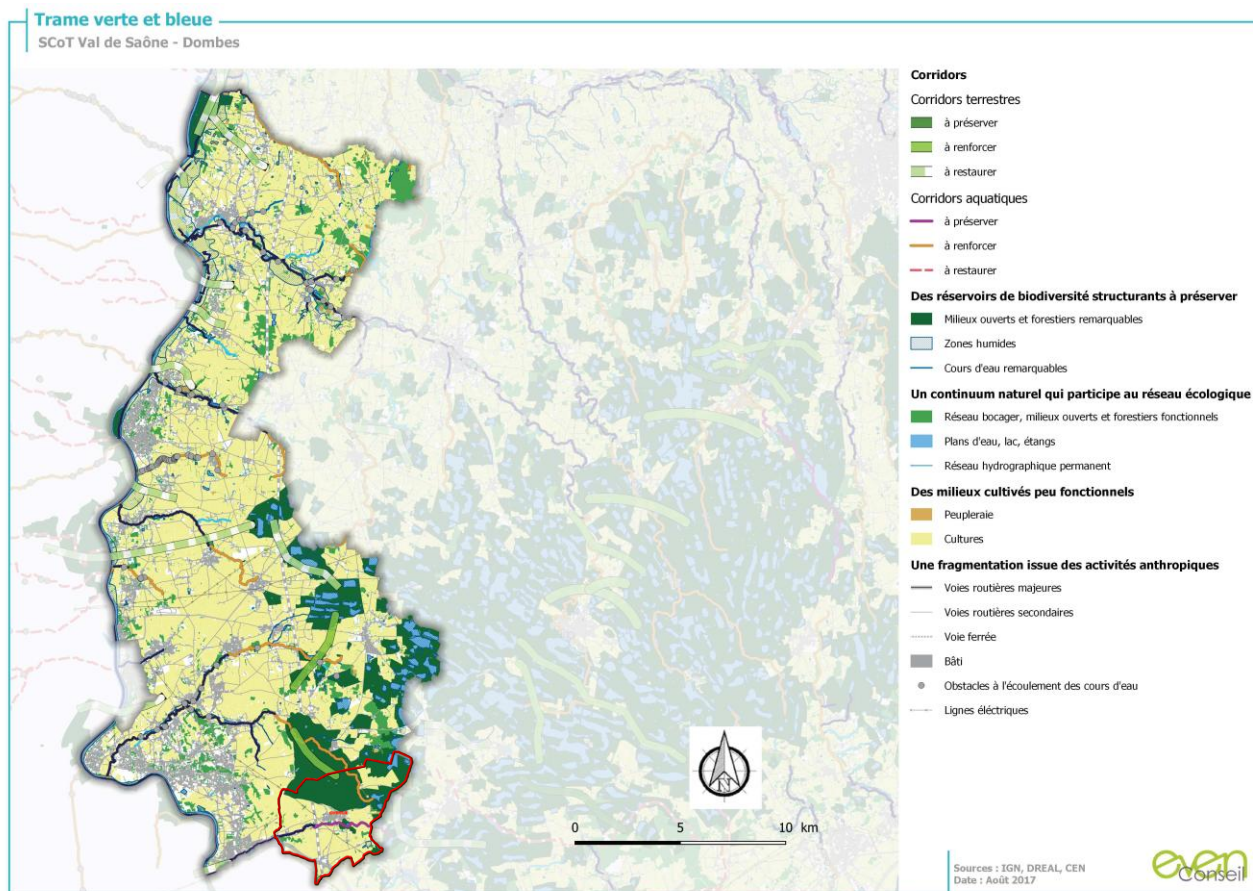 Trame verte et bleue
SCoT Val de Saône - Dombes
Corridors
Corridors terrestres
à préserver
à renforcer
à restaurer
Corridors aquatiques
à préserver
à renforcer
à restaurer
Des réservoirs de biodiversité structurants à préserver
Milieux ouverts et forestiers remarquables
Zones humides
Cours d'eau remarquables
Un continuum naturel qui participe au réseau écologique
Réseau bocager, milieux ouverts et forestiers fonctionnels
Plans d'eau, lac, étangs
Réseau hydrographique permanent
Des milieux cultivés peu fonctionnels
Peupleraie
Cultures
Une fragmentation issue des activités anthropiques
Voies routières majeures
Voies routières secondaires
Voie ferrée
Bâti
Obstacles à l'écoulement des cours d'eau
Lignes éléctriques
N
0 5 10 km
Sources : IGN, DREAL, CEN
Date : Août 2017
even
Conseil